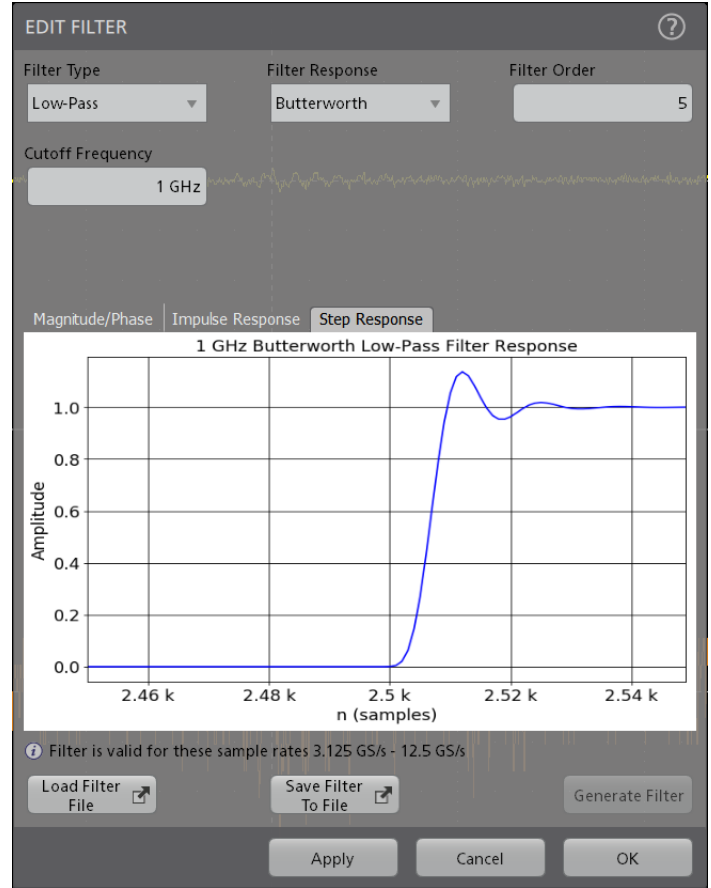 EDIT FILTER
?
Filter Type
Filter Response
Filter Order
Low-Pass
Butterworth
5
Cutoff Frequency
1 GHz
Magnitude/Phase
Impulse Response
Step Response
1 GHz Butterworth Low-Pass Filter Response
Amplitude
1.0
0.8
0.6
0.4
0.2
0.0
2.46 k
2.48 k
2.5 k
2.52 k
2.54 k
n (samples)
i
Filter is valid for these sample rates 3.125 GS/s - 12.5 GS/s
Load Filter
File
Save Filter
To File
Generate Filter
Apply
Cancel
OK